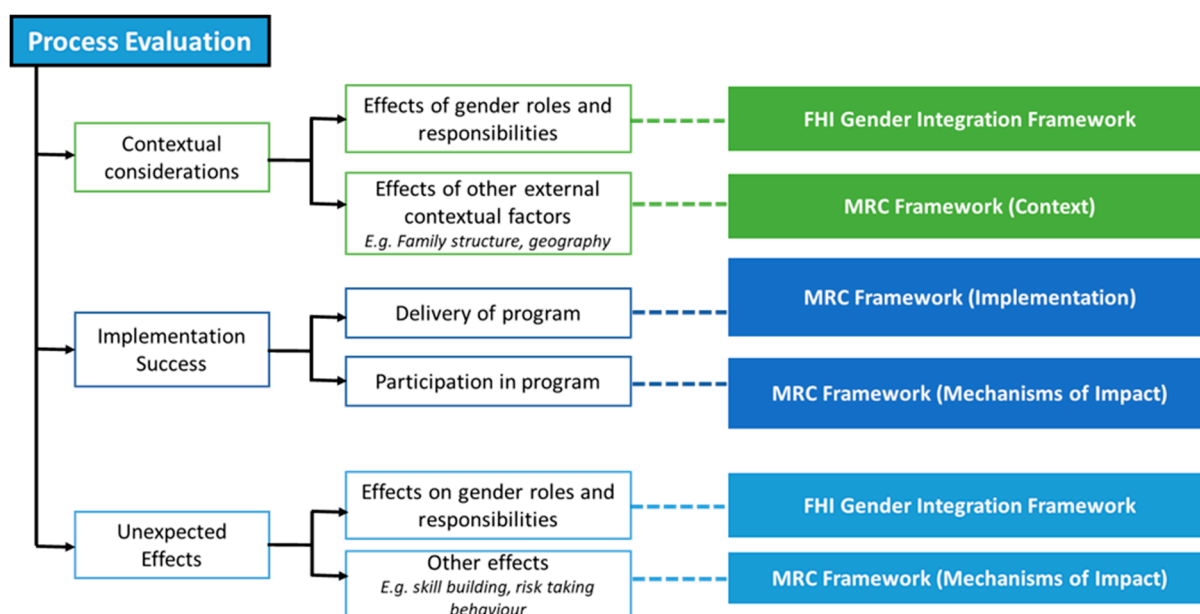 Process Evaluation
Contextual
considerations
Effects of gender roles and
responsibilities
FHI Gender Integration Framework
Effects of other external
contextual factors
E.g. Family structure, geography
MRC Framework (Context)
Implementation
Success
Delivery of program
MRC Framework (Implementation)
Participation in program
MRC Framework (Mechanisms of Impact)
Unexpected
Effects
Effects on gender roles and
responsibilities
FHI Gender Integration Framework
Other effects
E.g. skill building, risk taking
behaviour
MRC Framework (Mechanisms of Impact)